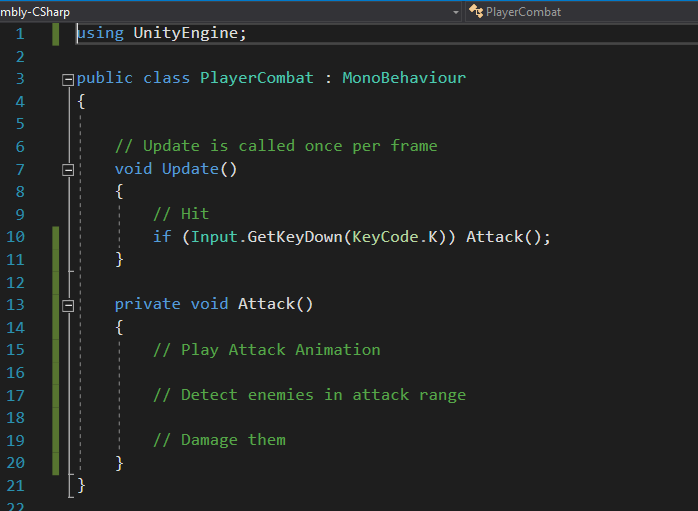 mbly-CSharp PlayerCombat
1 using UnityEngine;
2
3 public class PlayerCombat : MonoBehaviour
4 {
5
6 // Update is called once per frame
7 void Update()
8 {
9 // Hit
10 if (Input.GetKeyDown(KeyCode.K)) Attack();
11 }
12
13 private void Attack()
14 {
15 // Play Attack Animation
16
17 // Detect enemies in attack range
18
19 // Damage them
20 }
21 }
22